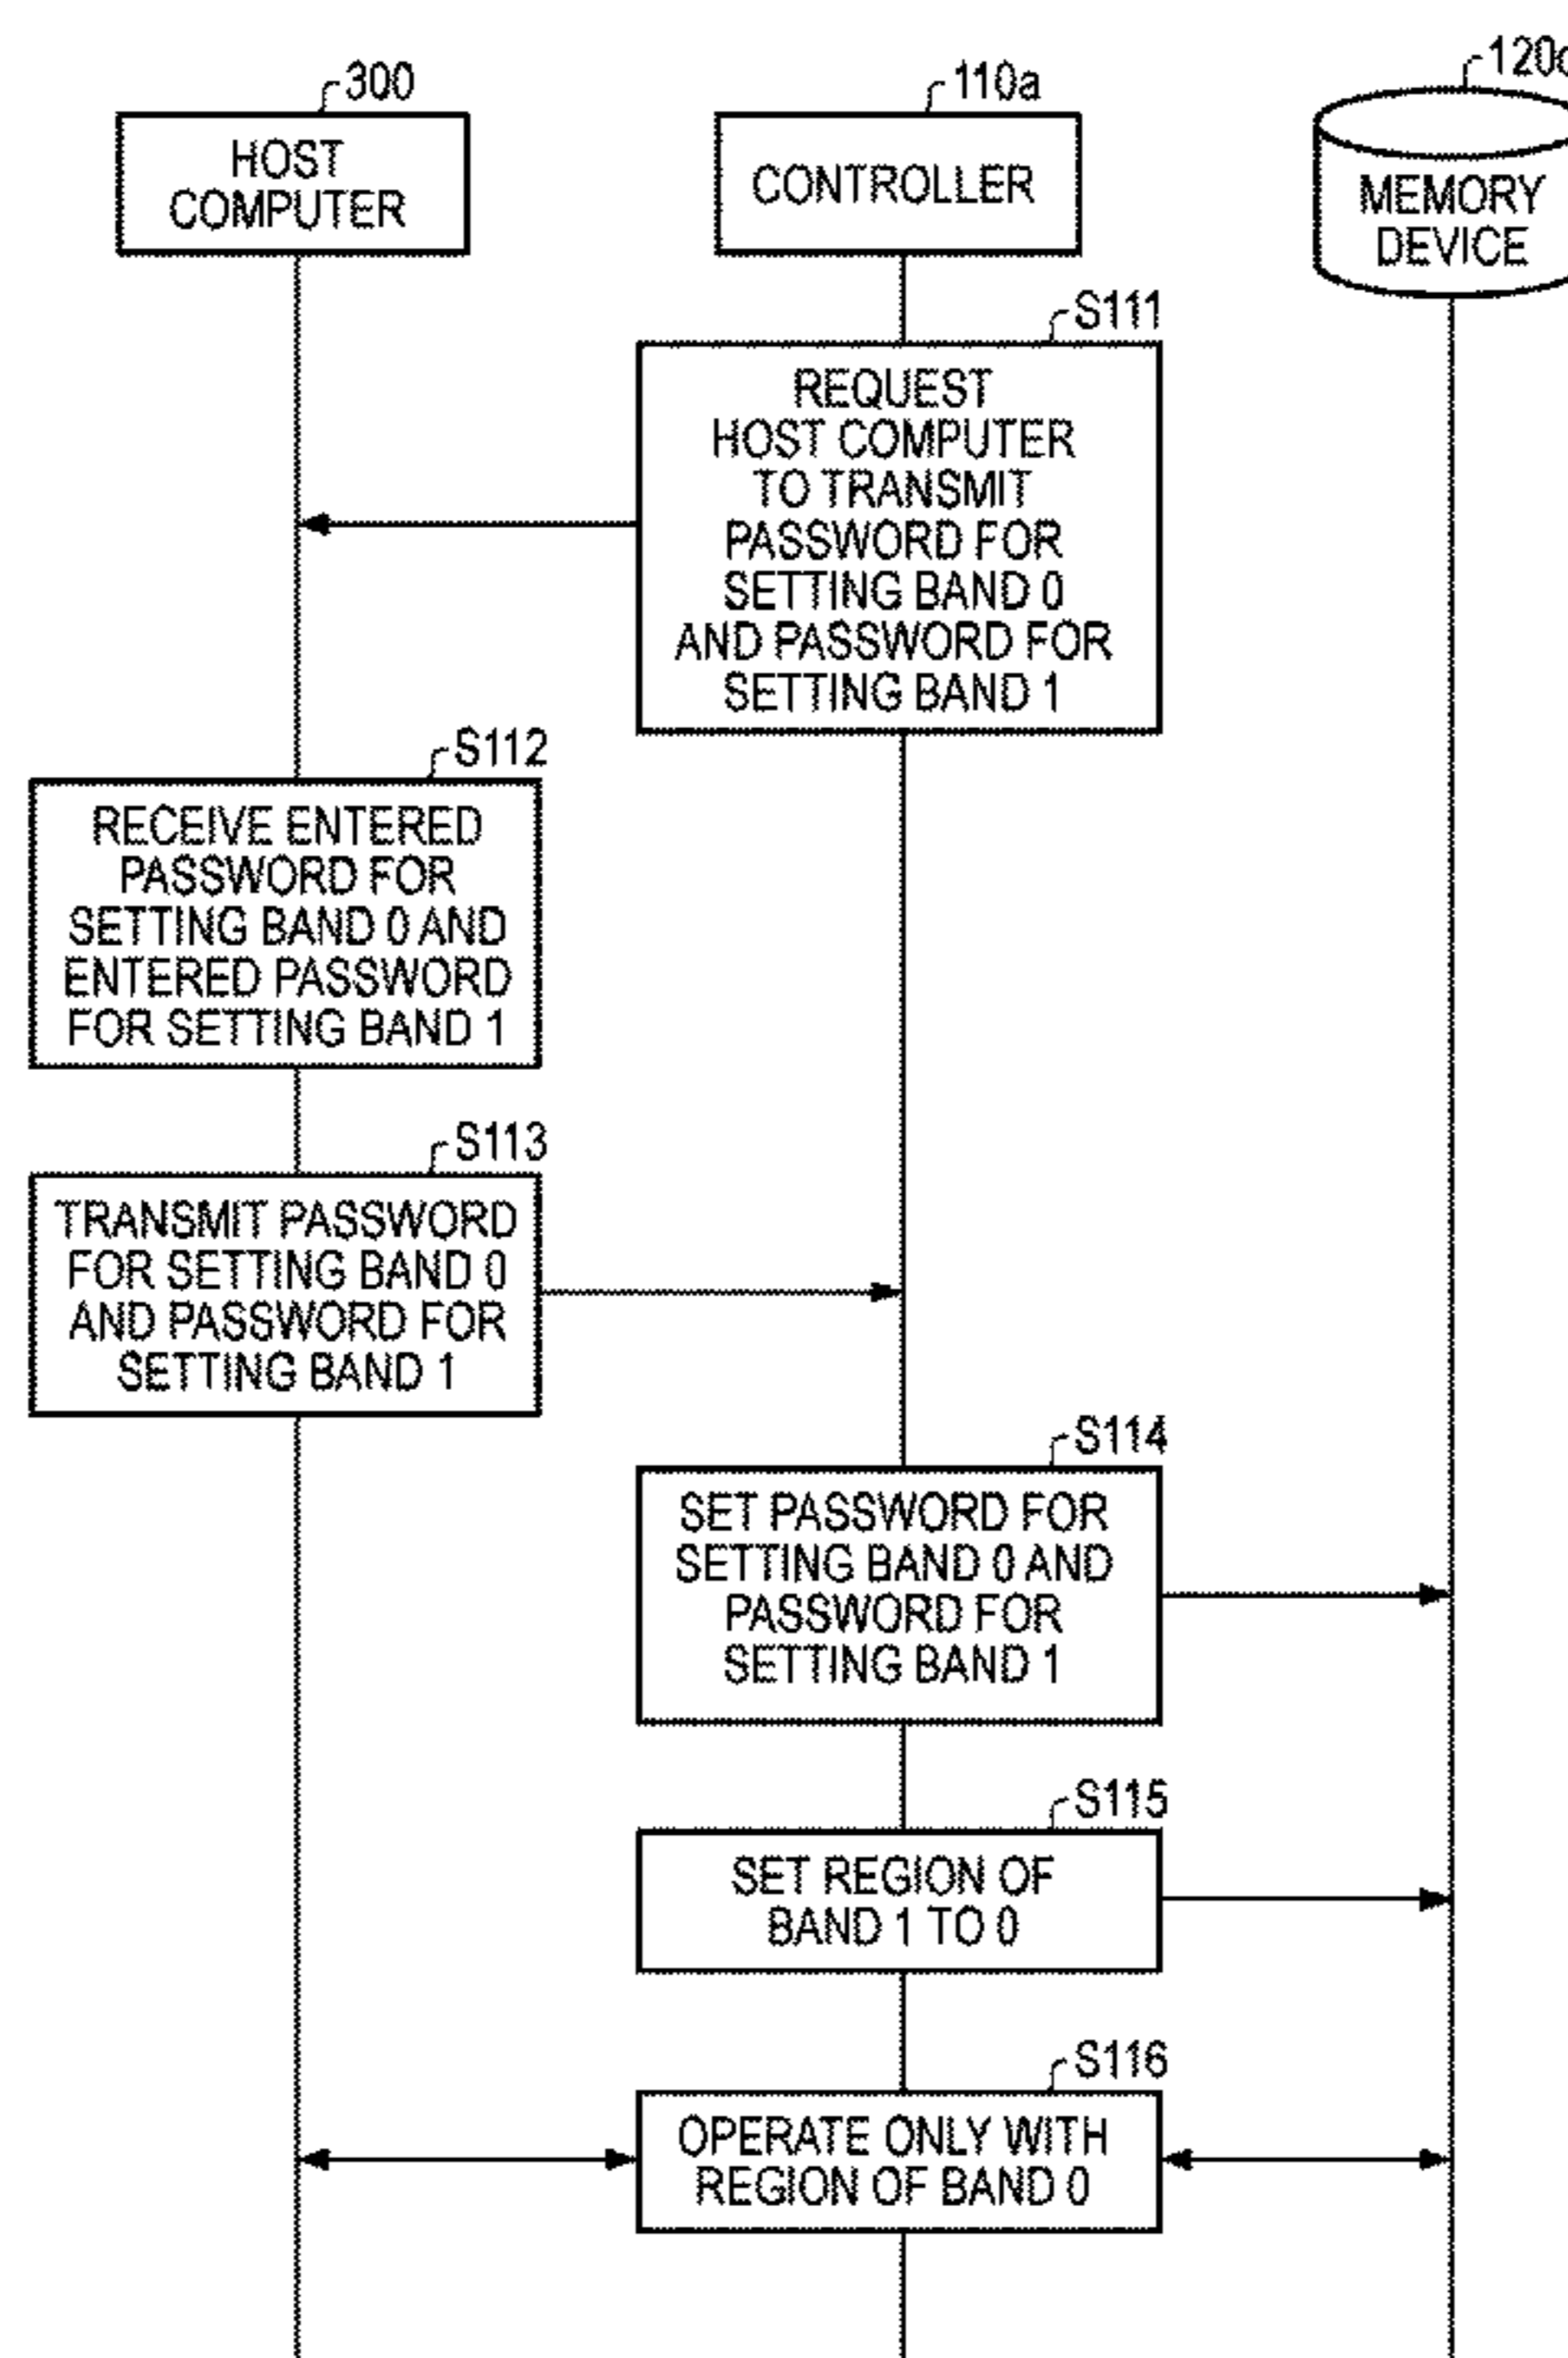 300
HOST
COMPUTER
110a
CONTROLLER
MEMORY
DEVICE
S111
REQUEST
HOST COMPUTER
TO TRANSMIT
PASSWORD FOR
SETTING BAND 0
AND PASSWORD FOR
SETTING BAND 1
S112
RECEIVE ENTERED
PASSWORD FOR
SETTING BAND 0 AND
ENTERED PASSWORD
FOR SETTING BAND 1
S113
TRANSMIT PASSWORD
FOR SETTING BAND 0
AND PASSWORD FOR
SETTING BAND 1
S114
SET PASSWORD FOR
SETTING BAND 0 AND
PASSWORD FOR
SETTING BAND 1
S115
SET REGION OF
BAND 1 TO 0
S116
OPERATE ONLY WITH
REGION OF BAND 0